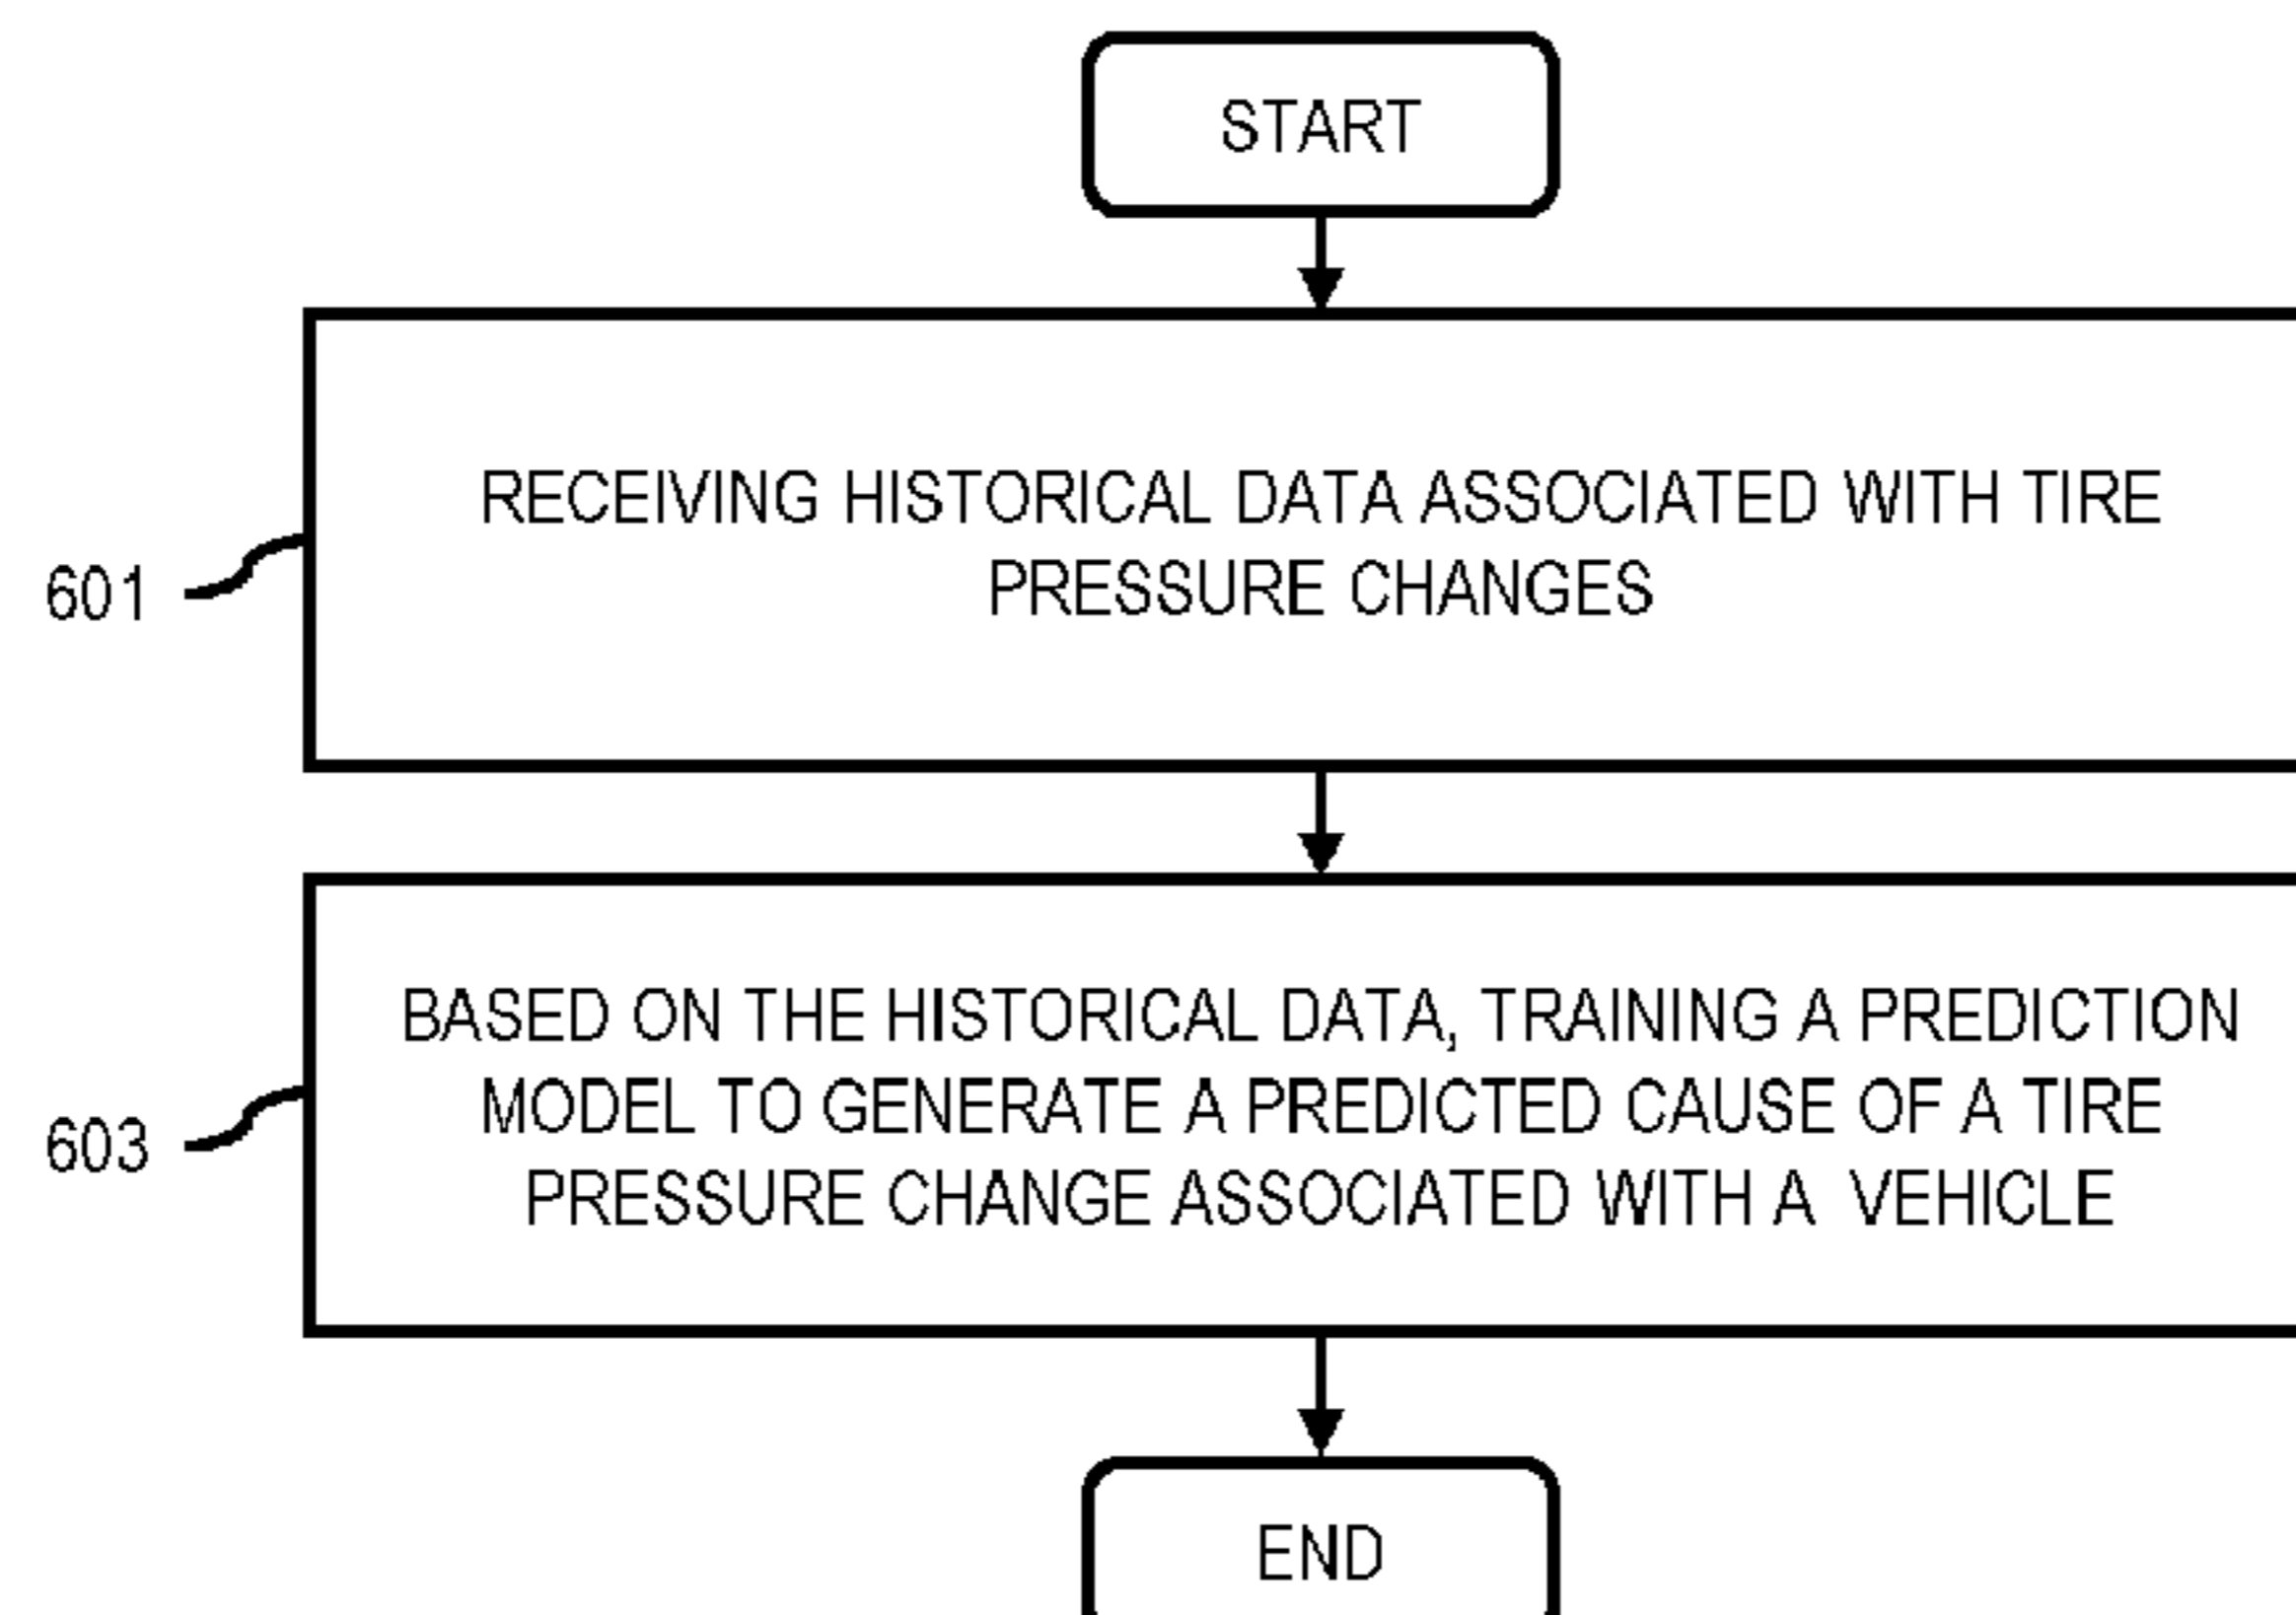 START
RECEIVING HISTORICAL DATA ASSOCIATED WITH TIRE
PRESSURE CHANGES
601
BASED ON THE HISTORICAL DATA, TRAINING A PREDICTION
MODEL TO GENERATE A PREDICTED CAUSE OF A TIRE
PRESSURE CHANGE ASSOCIATED WITH A VEHICLE
603
END